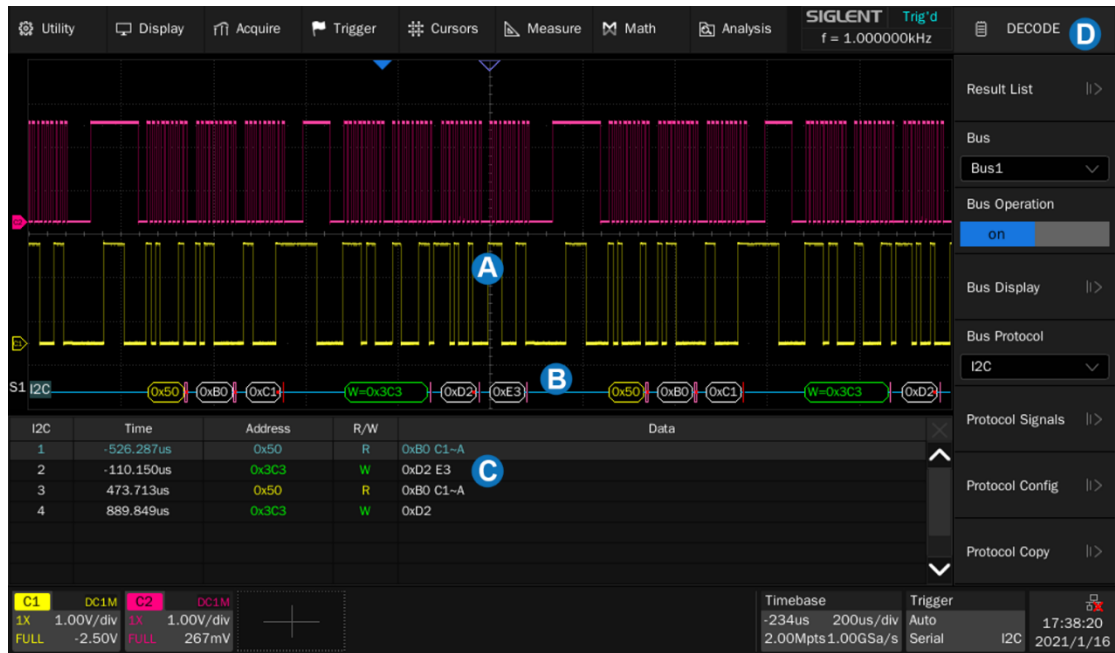 Utility Display Acquire Trigger Cursors Measure Math Analysis
SIGLENT Trig'd
f = 1.000000kHz
DECODE D
Result List
Bus
Bus1
Bus Operation
on
Bus Display
Bus Protocol
I2C
Protocol Signals
Protocol Config
Protocol Copy
C2
A
C1
B
S1 I2C 0x50 0xB0 0xC1 W=0x3C3 0xD2 0xE3 0x50 0xB0 0xC1 W=0x3C3 0xD2
I2C Time Address R/W Data
1 -526.287us 0x50 R 0xB0 C1~A
2 -110.150us 0x3C3 W 0xD2 E3 C
3 473.713us 0x50 R 0xB0 C1~A
4 889.849us 0x3C3 W 0xD2
C1 DC1M
1X 1.00V/div
FULL -2.50V
C2 DC1M
1X 1.00V/div
FULL 267mV
Timebase
-234us 200us/div
2.00Mpts 1.00GSa/s
Trigger
Auto
Serial I2C
17:38:20
2021/1/16